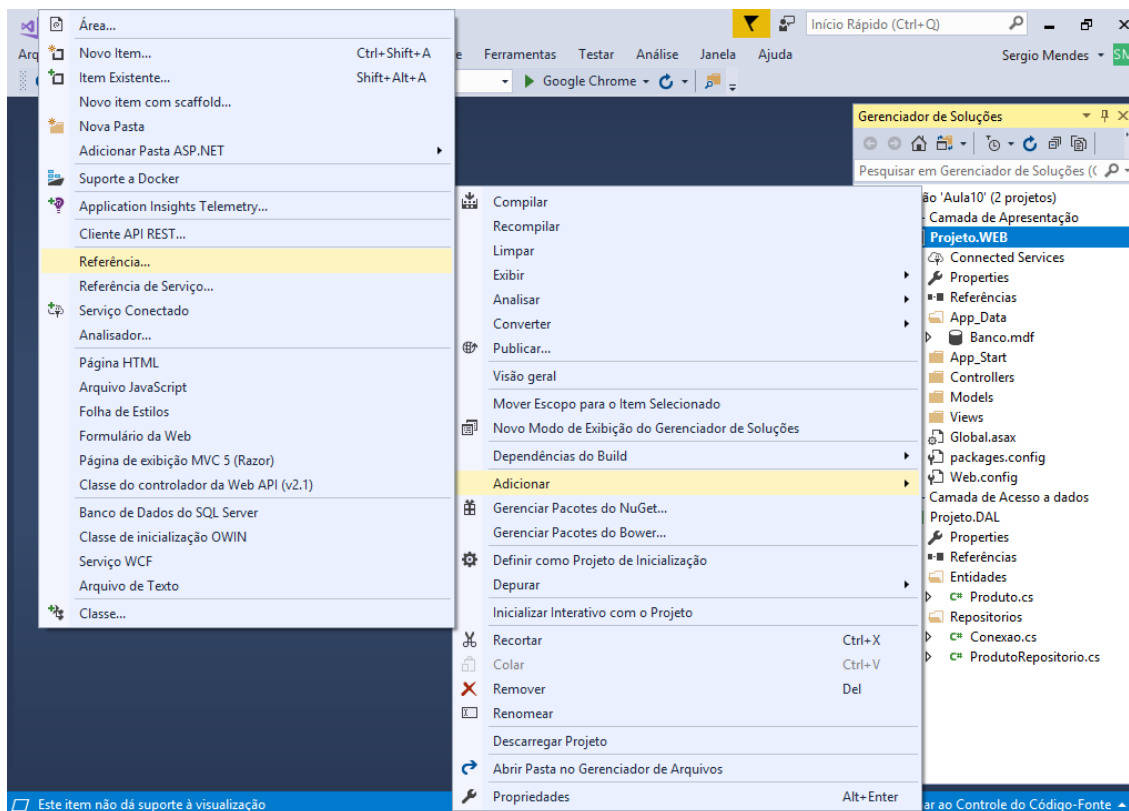 Início Rápido (Ctrl+Q)
Ferramentas Testar Análise Janela Ajuda
Sergio Mendes
Google Chrome
Área...
Novo Item... Ctrl+Shift+A
Item Existente... Shift+Alt+A
Novo item com scaffold...
Nova Pasta
Adicionar Pasta ASP.NET
Suporte a Docker
Application Insights Telemetry...
Cliente API REST...
Referência...
Referência de Serviço...
Serviço Conectado
Analisador...
Página HTML
Arquivo JavaScript
Folha de Estilos
Formulário da Web
Página de exibição MVC 5 (Razor)
Classe do controlador da Web API (v2.1)
Banco de Dados do SQL Server
Classe de inicialização OWIN
Serviço WCF
Arquivo de Texto
Classe...
Compilar
Recompilar
Limpar
Exibir
Analisar
Converter
Publicar...
Visão geral
Mover Escopo para o Item Selecionado
Novo Modo de Exibição do Gerenciador de Soluções
Dependências do Build
Adicionar
Gerenciar Pacotes do NuGet...
Gerenciar Pacotes do Bower...
Definir como Projeto de Inicialização
Depurar
Inicializar Interativo com o Projeto
Recortar Ctrl+X
Colar Ctrl+V
Remover Del
Renomear
Descarregar Projeto
Abrir Pasta no Gerenciador de Arquivos
Propriedades Alt+Enter
Gerenciador de Soluções
Pesquisar em Gerenciador de Soluções ((
ão 'Aula10' (2 projetos)
Camada de Apresentação
Projeto.WEB
Connected Services
Properties
Referências
App_Data
Banco.mdf
App_Start
Controllers
Models
Views
Global.asax
packages.config
Web.config
Camada de Acesso a dados
Projeto.DAL
Properties
Referências
Entidades
C# Produto.cs
Repositorios
C# Conexao.cs
C# ProdutoRepositorio.cs
Este item não dá suporte à visualização
ar ao Controle do Código-Fonte